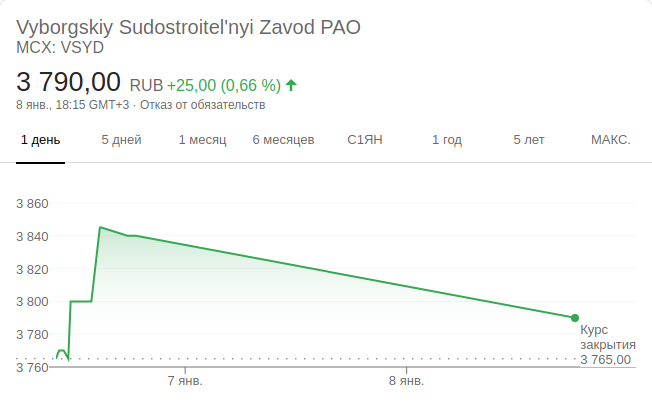 Vyborgskiy Sudostroitel'nyi Zavod PAO
MCX: VSYD
3 790,00 RUB +25,00 (0,66 %)
8 янв., 18:15 GMT+3 · Отказ от обязательств
1 день 5 дней 1 месяц 6 месяцев С1ЯН 1 год 5 лет МАКС.
3 860
3 840
3 820
3 800
3 780
3 760
Курс
закрытия
3 765,00
7 янв. 8 янв.